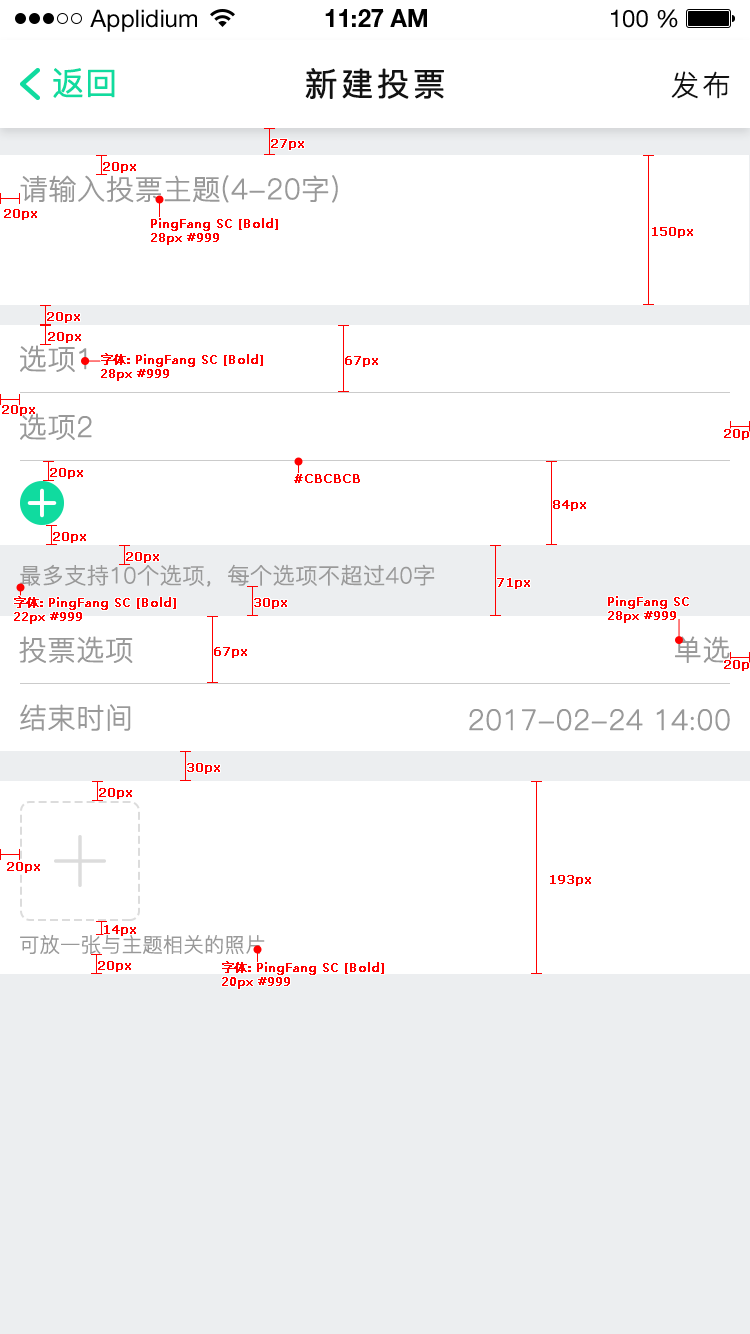 Applidium 11:27 AM 100 %
返回 新建投票 发布
27px
20px
请输入投票主题(4-20字)
20px
PingFang SC [Bold]
28px #999
150px
20px
20px
选项1
字体: PingFang SC [Bold]
28px #999
67px
20px
选项2
20p
20px
#CBCBCB
84px
20px
20px
最多支持10个选项，每个选项不超过40字
71px
字体: PingFang SC [Bold]
22px #999
30px
PingFang SC
28px #999
投票选项
67px
单选
20p
结束时间 2017-02-24 14:00
30px
20px
20px
193px
14px
可放一张与主题相关的照片
20px
字体: PingFang SC [Bold]
20px #999